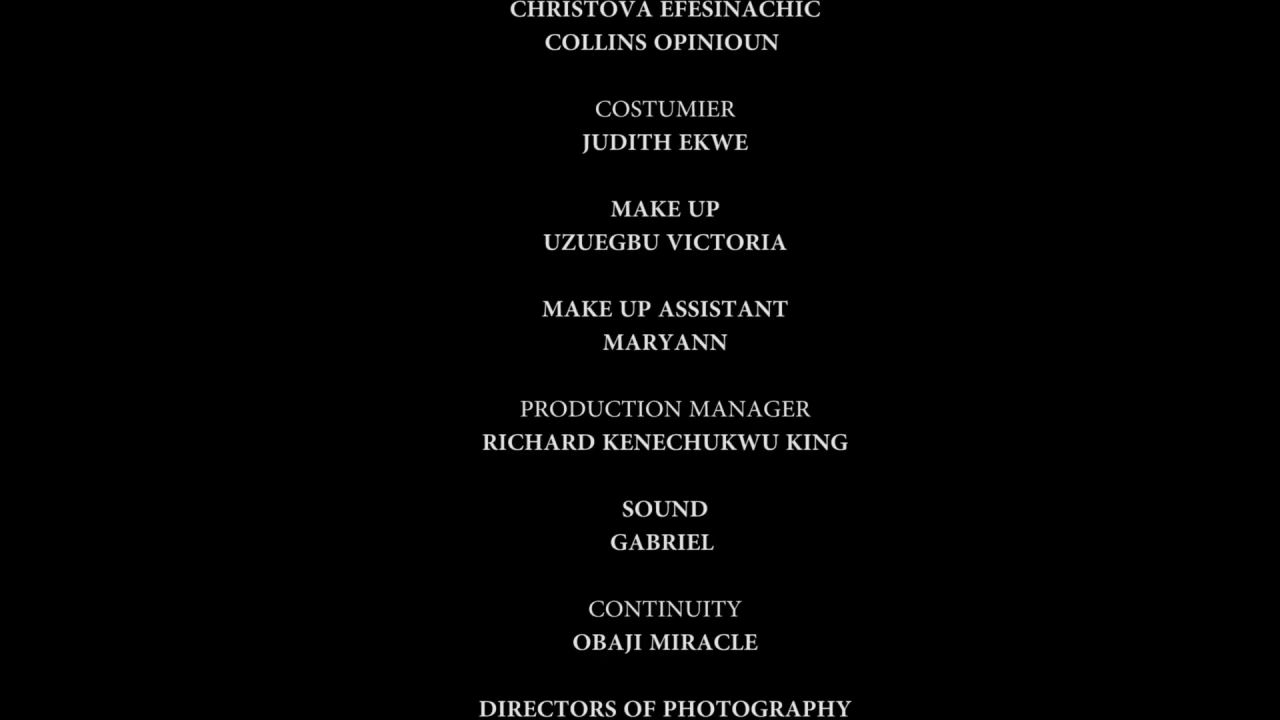 CHRISTOVA EFESINACHIC
COLLINS OPINIOUN
COSTUMIER
JUDITH EKWE
MAKE UP
UZUEGBU VICTORIA
MAKE UP ASSISTANT
MARYANN
PRODUCTION MANAGER
RICHARD KENECHUKWU KING
SOUND
GABRIEL
CONTINUITY
OBAJI MIRACLE
DIRECTORS OF PHOTOGRAPHY